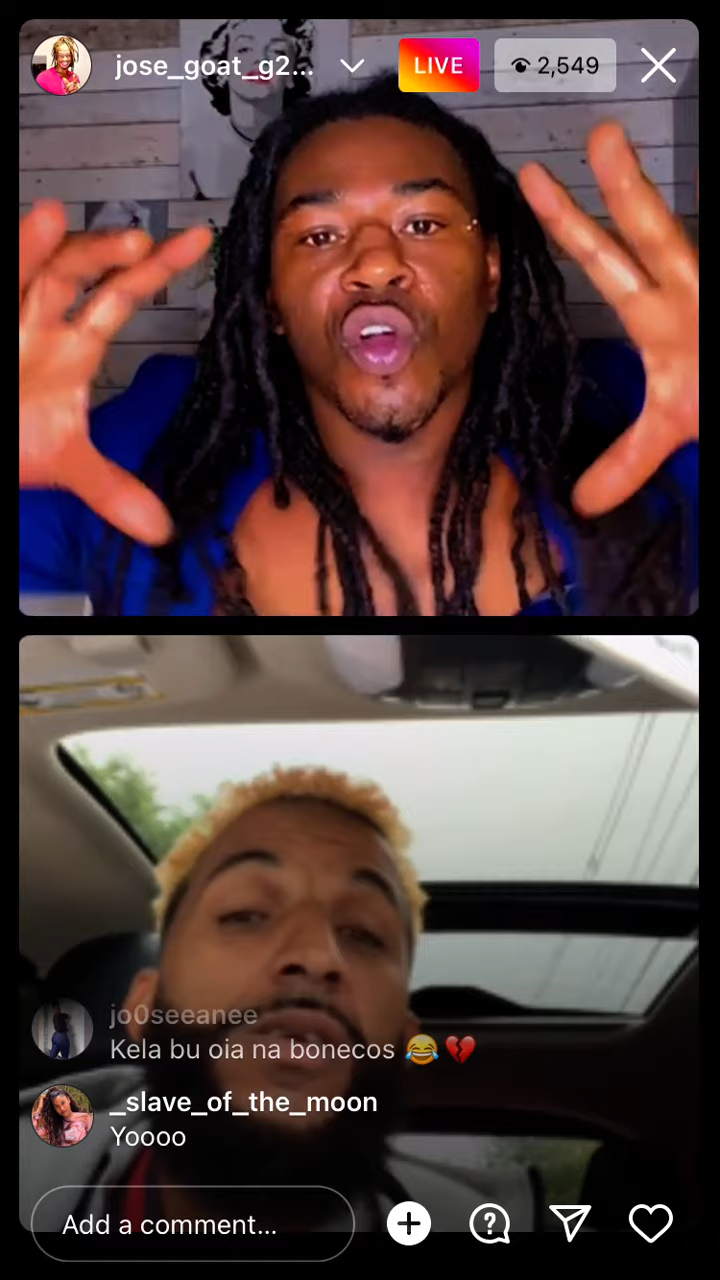 jose_goat_g2...
LIVE
2,549
jo0seeanee
Kela bu oia na bonecos 😂💔
_slave_of_the_moon
Yoooo
Add a comment...